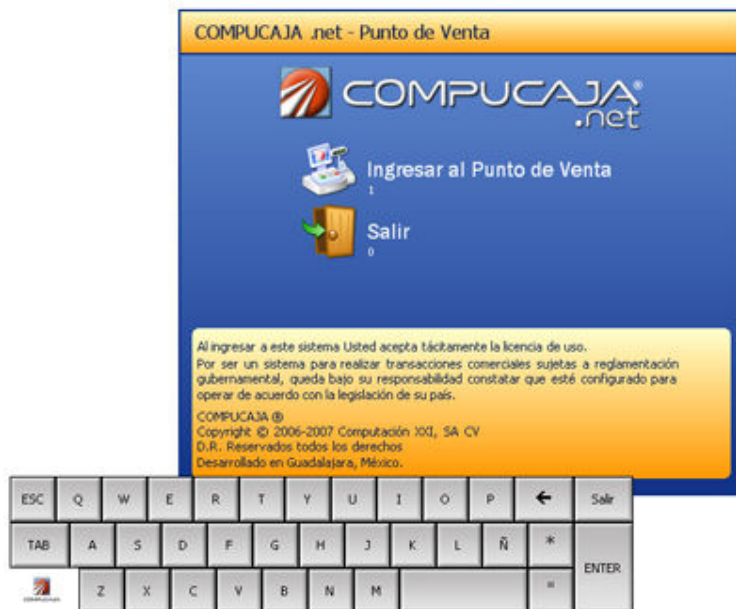 COMPUCAJA .net - Punto de Venta
COMPUCAJA®
.net
Ingresar al Punto de Venta
1
Salir
0
Al ingresar a este sistema Usted acepta tácitamente la licencia de uso.
Por ser un sistema para realizar transacciones comerciales sujetas a reglamentación
gubernamental, queda bajo su responsabilidad constatar que esté configurado para
operar de acuerdo con la legislación de su país.
COMPUCAJA ®
Copyright © 2006-2007 Computación XXI, SA CV
D.R. Reservados todos los derechos
Desarrollado en Guadalajara, México.
ESC Q W E R T Y U I O P ← Salir
TAB A S D F G H J K L Ñ * ENTER
COMPUCAJA Z X C V B N M "